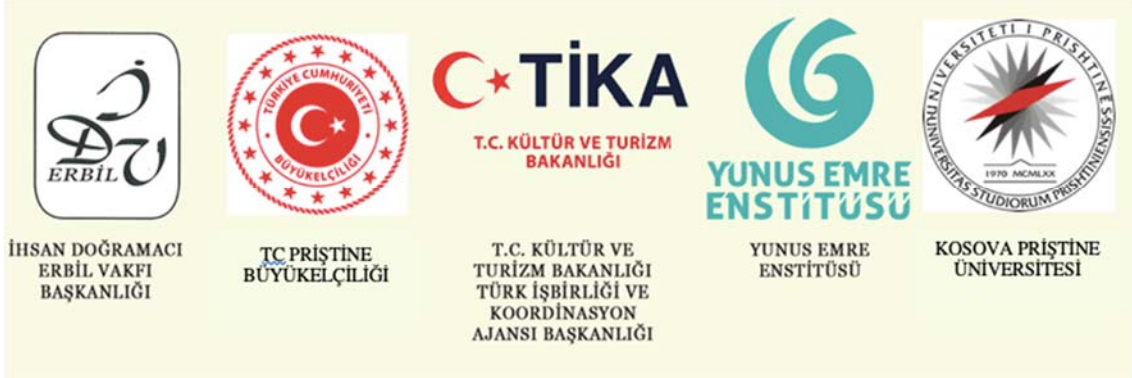 İDV
ERBİL
İHSAN DOĞRAMACI
ERBİL VAKFI
BAŞKANLIĞI
TÜRKİYE CUMHURİYETİ
BÜYÜKELÇİLİĞİ
TC PRİŞTİNE
BÜYÜKELÇİLİĞİ
TİKA
T.C. KÜLTÜR VE TURİZM
BAKANLIĞI
T.C. KÜLTÜR VE
TURİZM BAKANLIĞI
TÜRK İŞBİRLİĞİ VE
KOORDİNASYON
AJANSI BAŞKANLIĞI
YUNUS EMRE
ENSTİTÜSÜ
YUNUS EMRE
ENSTİTÜSÜ
UNIVERSITETI I PRISHTINËS
UNIVERSITAS STUDIORUM PRISHTINIENSIS
1970 MCMLXX
KOSOVA PRİŞTİNE
ÜNİVERSİTESİ